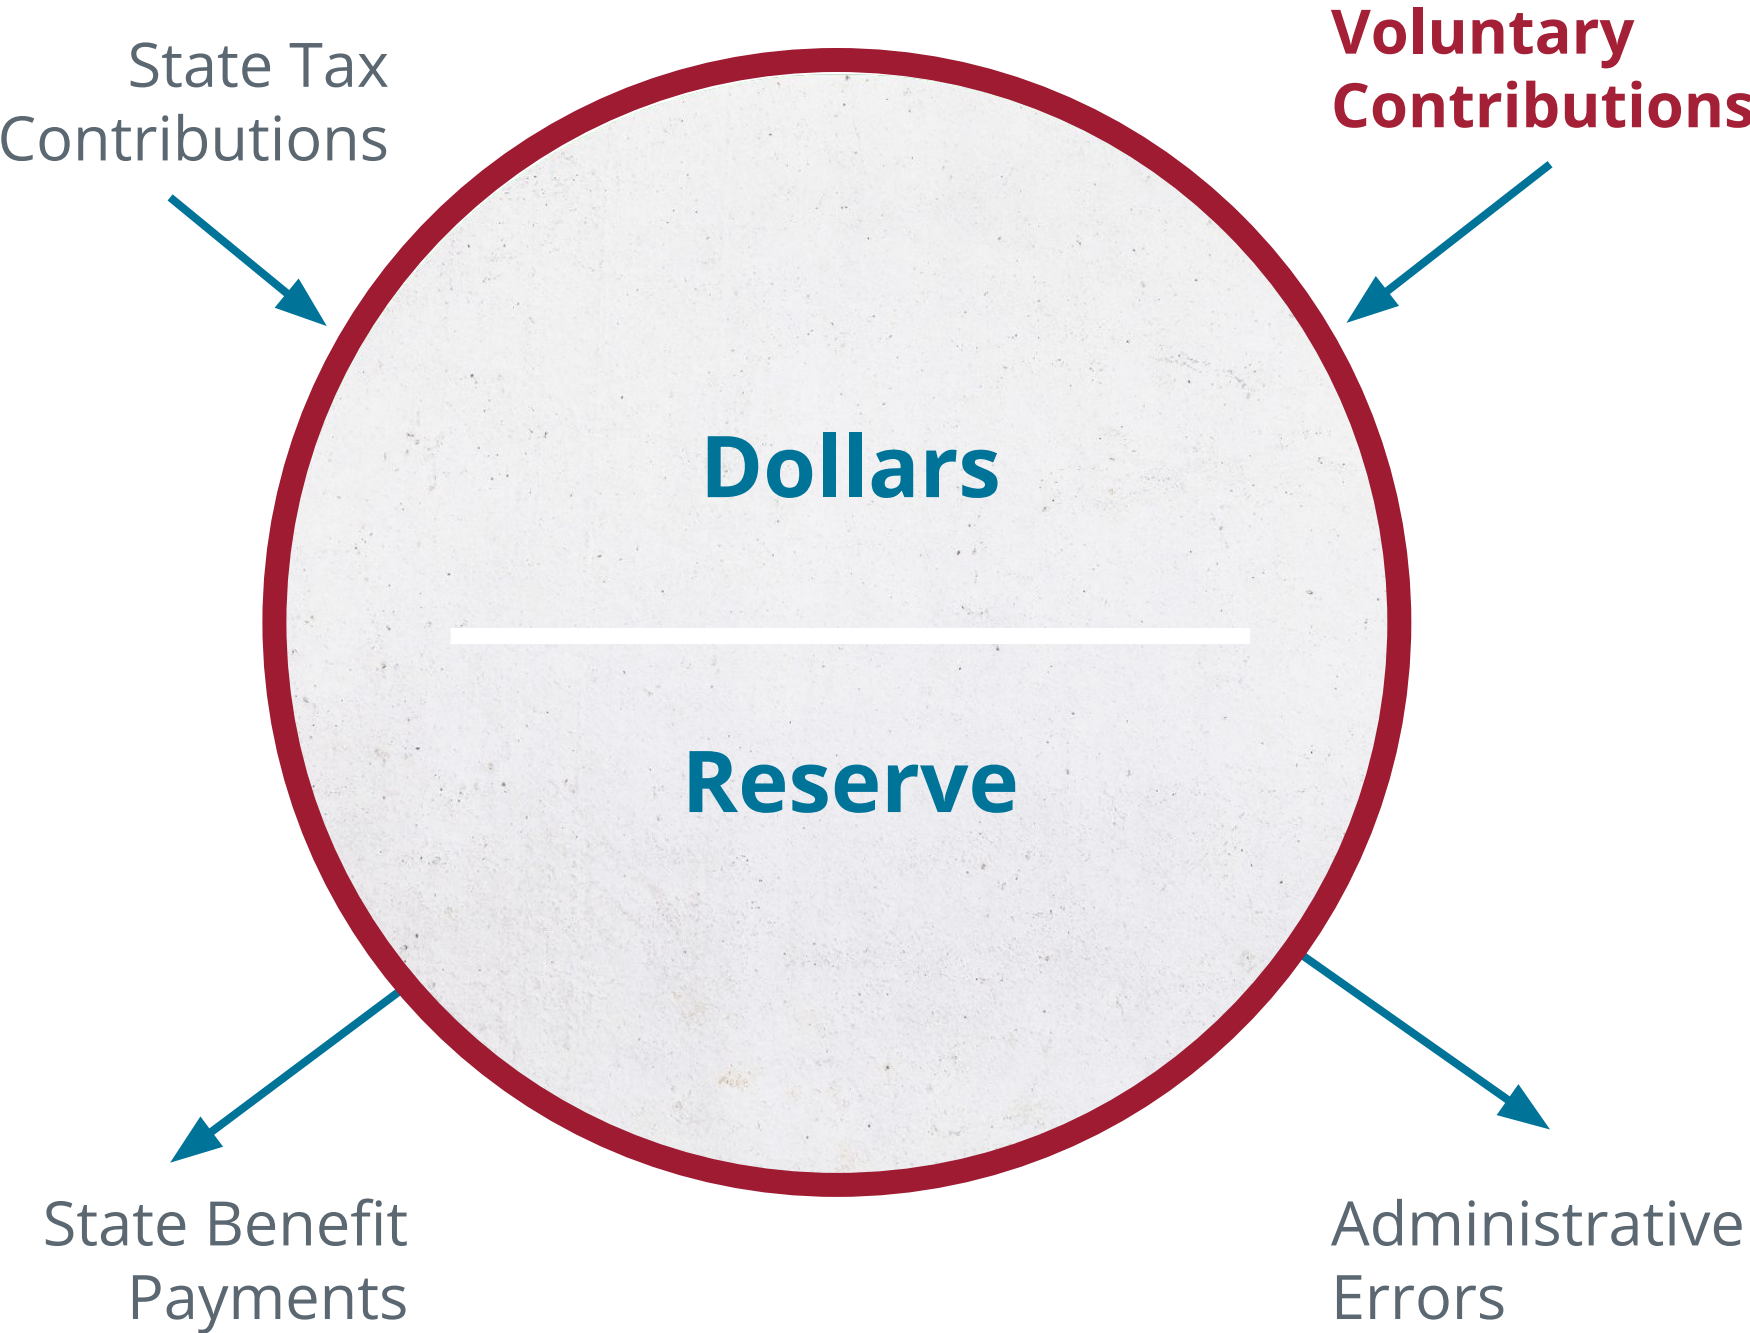 State Tax
Contributions
Voluntary
Contributions
Dollars
Reserve
State Benefit
Payments
Administrative
Errors